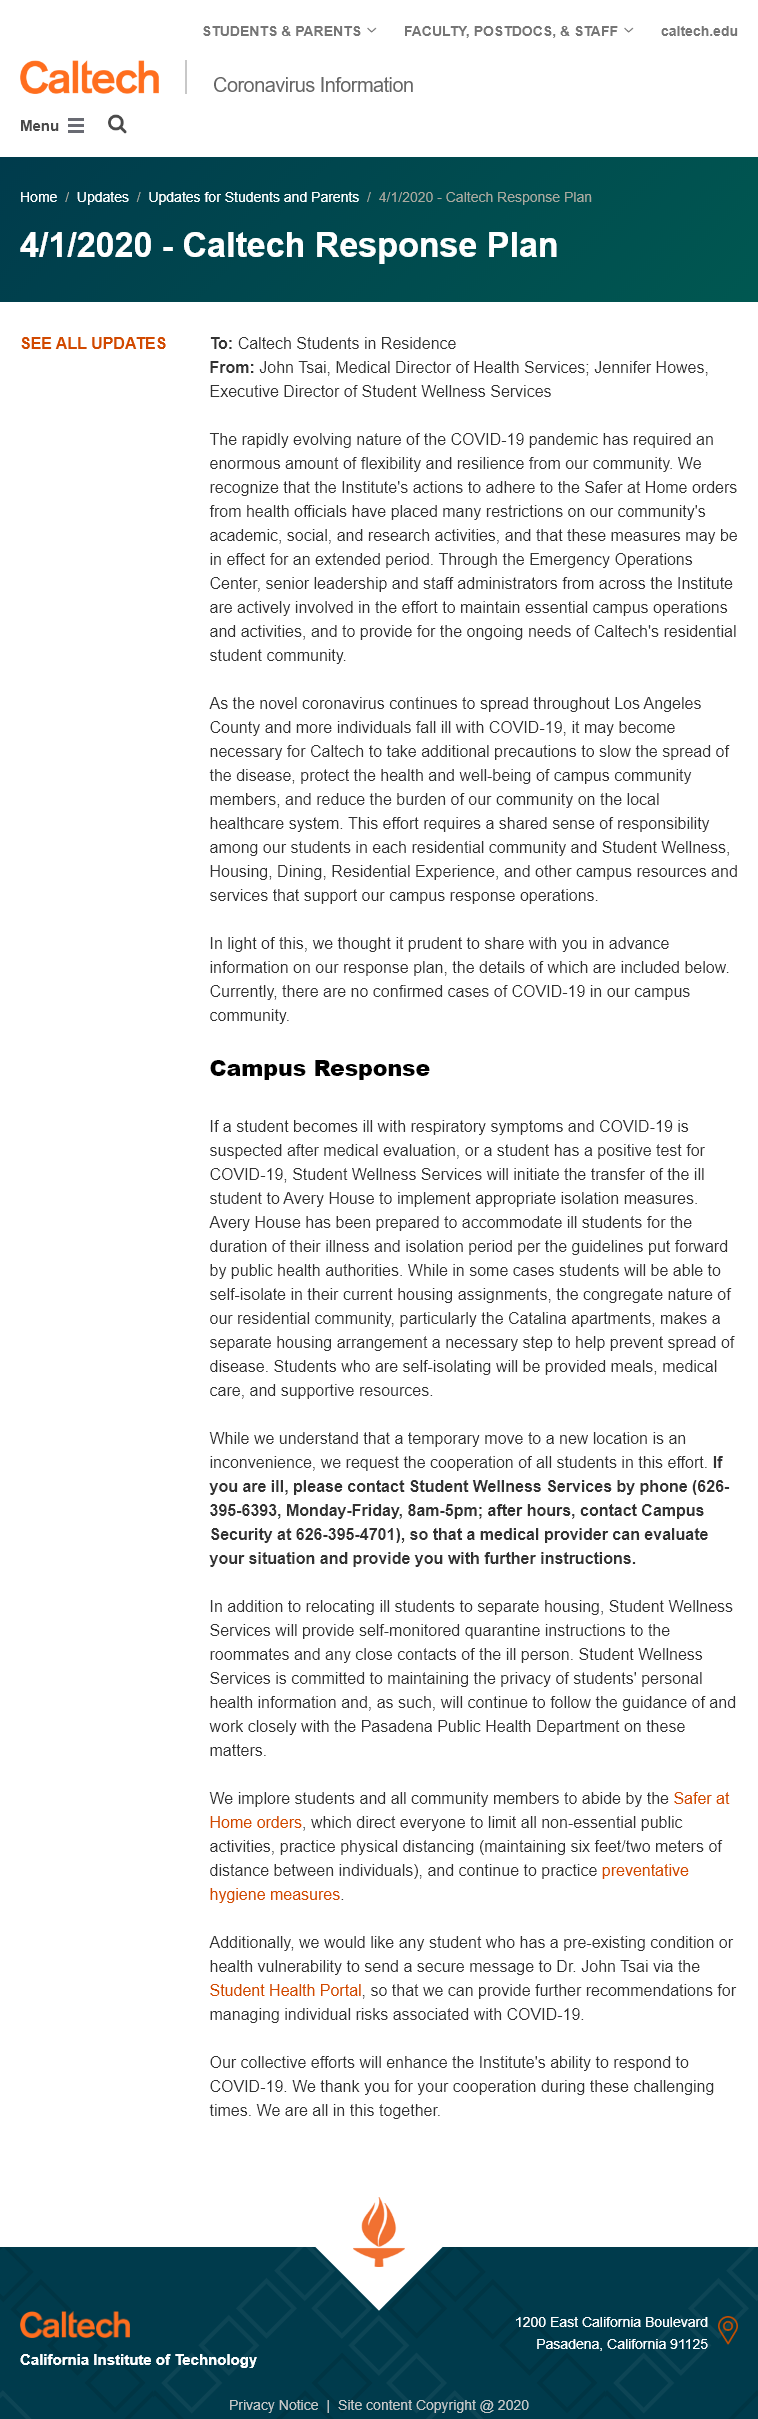 STUDENTS & PARENTS FACULTY, POSTDOCS, & STAFF caltech.edu
Caltech Coronavirus Information
Menu
Home / Updates / Updates for Students and Parents / 4/1/2020 - Caltech Response Plan
4/1/2020 - Caltech Response Plan
SEE ALL UPDATES
To: Caltech Students in Residence
From: John Tsai, Medical Director of Health Services; Jennifer Howes,
Executive Director of Student Wellness Services
The rapidly evolving nature of the COVID-19 pandemic has required an
enormous amount of flexibility and resilience from our community. We
recognize that the Institute's actions to adhere to the Safer at Home orders
from health officials have placed many restrictions on our community's
academic, social, and research activities, and that these measures may be
in effect for an extended period. Through the Emergency Operations
Center, senior leadership and staff administrators from across the Institute
are actively involved in the effort to maintain essential campus operations
and activities, and to provide for the ongoing needs of Caltech's residential
student community.
As the novel coronavirus continues to spread throughout Los Angeles
County and more individuals fall ill with COVID-19, it may become
necessary for Caltech to take additional precautions to slow the spread of
the disease, protect the health and well-being of campus community
members, and reduce the burden of our community on the local
healthcare system. This effort requires a shared sense of responsibility
among our students in each residential community and Student Wellness,
Housing, Dining, Residential Experience, and other campus resources and
services that support our campus response operations.
In light of this, we thought it prudent to share with you in advance
information on our response plan, the details of which are included below.
Currently, there are no confirmed cases of COVID-19 in our campus
community.
Campus Response
If a student becomes ill with respiratory symptoms and COVID-19 is
suspected after medical evaluation, or a student has a positive test for
COVID-19, Student Wellness Services will initiate the transfer of the ill
student to Avery House to implement appropriate isolation measures.
Avery House has been prepared to accommodate ill students for the
duration of their illness and isolation period per the guidelines put forward
by public health authorities. While in some cases students will be able to
self-isolate in their current housing assignments, the congregate nature of
our residential community, particularly the Catalina apartments, makes a
separate housing arrangement a necessary step to help prevent spread of
disease. Students who are self-isolating will be provided meals, medical
care, and supportive resources.
While we understand that a temporary move to a new location is an
inconvenience, we request the cooperation of all students in this effort. If
you are ill, please contact Student Wellness Services by phone (626-
395-6393, Monday-Friday, 8am-5pm; after hours, contact Campus
Security at 626-395-4701), so that a medical provider can evaluate
your situation and provide you with further instructions.
In addition to relocating ill students to separate housing, Student Wellness
Services will provide self-monitored quarantine instructions to the
roommates and any close contacts of the ill person. Student Wellness
Services is committed to maintaining the privacy of students' personal
health information and, as such, will continue to follow the guidance of and
work closely with the Pasadena Public Health Department on these
matters.
We implore students and all community members to abide by the Safer at
Home orders, which direct everyone to limit all non-essential public
activities, practice physical distancing (maintaining six feet/two meters of
distance between individuals), and continue to practice preventative
hygiene measures.
Additionally, we would like any student who has a pre-existing condition or
health vulnerability to send a secure message to Dr. John Tsai via the
Student Health Portal, so that we can provide further recommendations for
managing individual risks associated with COVID-19.
Our collective efforts will enhance the Institute's ability to respond to
COVID-19. We thank you for your cooperation during these challenging
times. We are all in this together.
Caltech
California Institute of Technology
1200 East California Boulevard
Pasadena, California 91125
Privacy Notice | Site content Copyright @ 2020